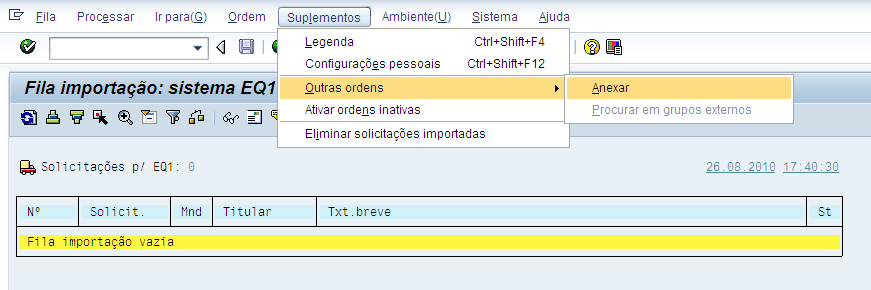 Fila Processar Ir para(G) Ordem Suplementos Ambiente(U) Sistema Ajuda
Legenda Ctrl+Shift+F4
Configurações pessoais Ctrl+Shift+F12
Outras ordens
Anexar
Ativar ordens inativas
Procurar em grupos externos
Eliminar solicitações importadas
Fila importação: sistema EQ1
Solicitações p/ EQ1: 0 26.08.2010 17:40:30
Nº Solicit. Mnd Titular Txt.breve St
Fila importação vazia